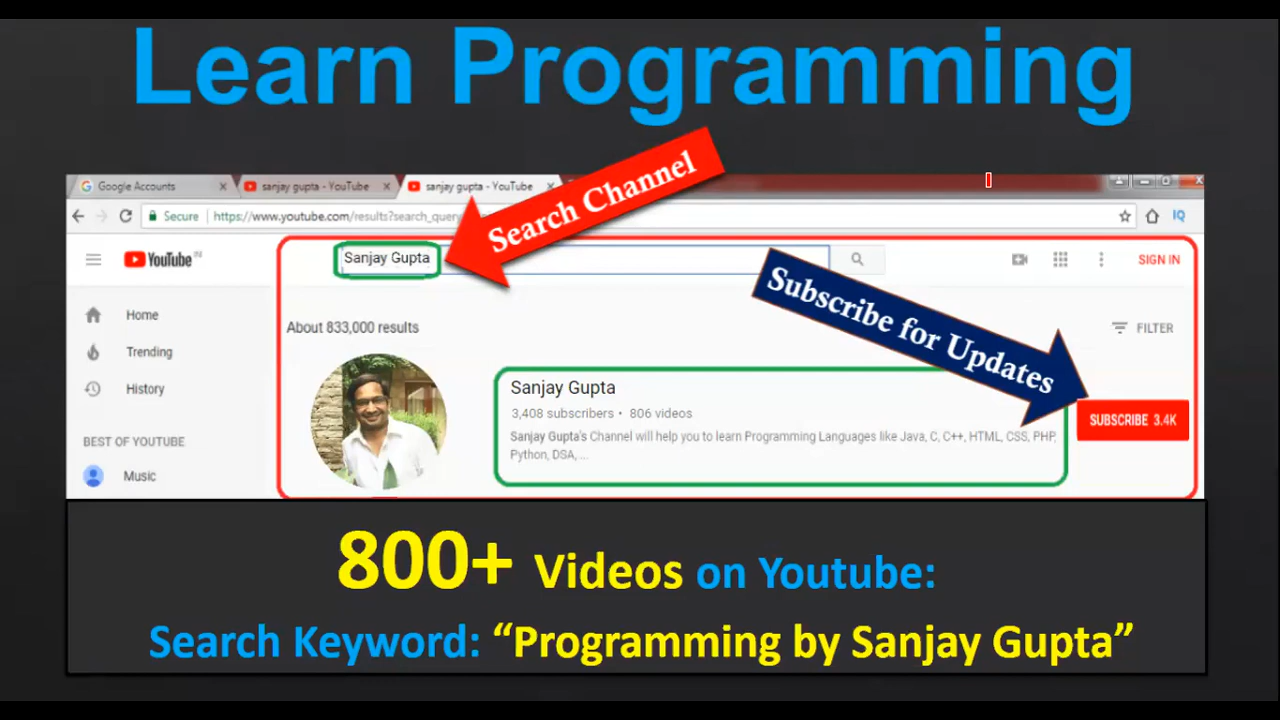 Learn Programming
Google Accounts
sanjay gupta - YouTube
sanjay gupta - YouTube
Search Channel
Secure
https://www.youtube.com/results?search_query
IQ
YouTube IN
Sanjay Gupta
SIGN IN
Subscribe for Updates
Home
About 833,000 results
FILTER
Trending
History
Sanjay Gupta
3,408 subscribers • 806 videos
SUBSCRIBE 3.4K
Sanjay Gupta's Channel will help you to learn Programming Languages like Java, C, C++, HTML, CSS, PHP,
Python, DSA, ...
BEST OF YOUTUBE
Music
800+ Videos on Youtube:
Search Keyword: “Programming by Sanjay Gupta”